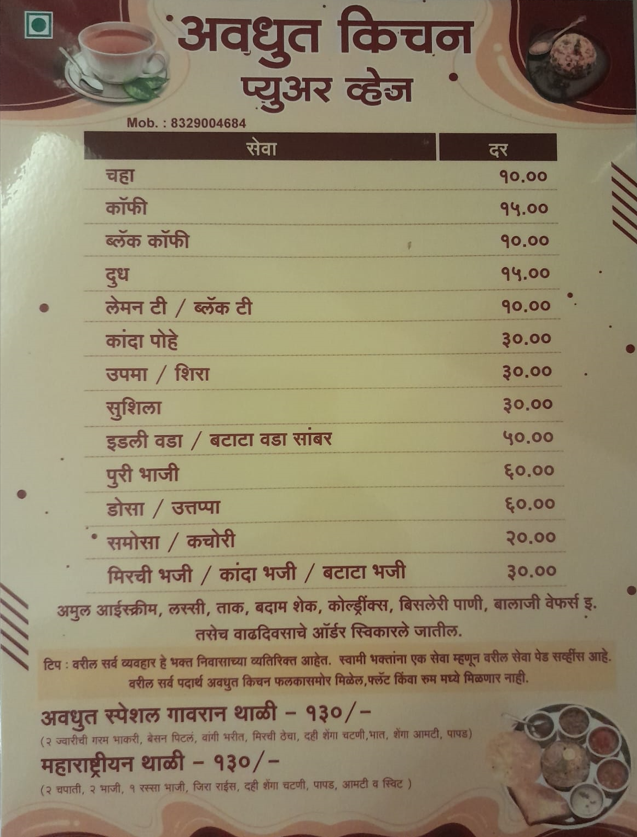 अवधुत किचन
प्युअर व्हेज
Mob. : 8329004684
सेवा दर
चहा १०.००
कॉफी १५.००
ब्लॅक कॉफी १०.००
दुध १५.००
लेमन टी / ब्लॅक टी १०.००
कांदा पोहे ३०.००
उपमा / शिरा ३०.००
सुशिला ३०.००
इडली वडा / बटाटा वडा सांबर ५०.००
पुरी भाजी ६०.००
डोसा / उत्तप्पा ६०.००
समोसा / कचोरी २०.००
मिरची भजी / कांदा भजी / बटाटा भजी ३०.००
अमुल आईस्क्रीम, लस्सी, ताक, बदाम शेक, कोल्ड्रींक्स, बिसलेरी पाणी, बालाजी वेफर्स इ.
तसेच वाढदिवसाचे ऑर्डर स्विकारले जातील.
टिप : वरील सर्व व्यवहार हे भक्त निवासाच्या व्यतिरिक्त आहेत. स्वामी भक्तांना एक सेवा म्हणून वरील सेवा पेड सर्व्हीस आहे.
वरील सर्व पदार्थ अवधुत किचन फलकासमोर मिळेल,फ्लॅट किंवा रुम मध्ये मिळणार नाही.
अवधुत स्पेशल गावरान थाळी – १३०/–
(२ ज्वारीची गरम भाकरी, बेसन पिटलं, वांगी भरीत, मिरची ठेचा, दही शेंगा चटणी,भात, शेंगा आमटी, पापड)
महाराष्ट्रीयन थाळी – १३०/–
(२ चपाती, २ भाजी, १ रस्सा भाजी, जिरा राईस, दही शेंगा चटणी, पापड, आमटी व स्विट )